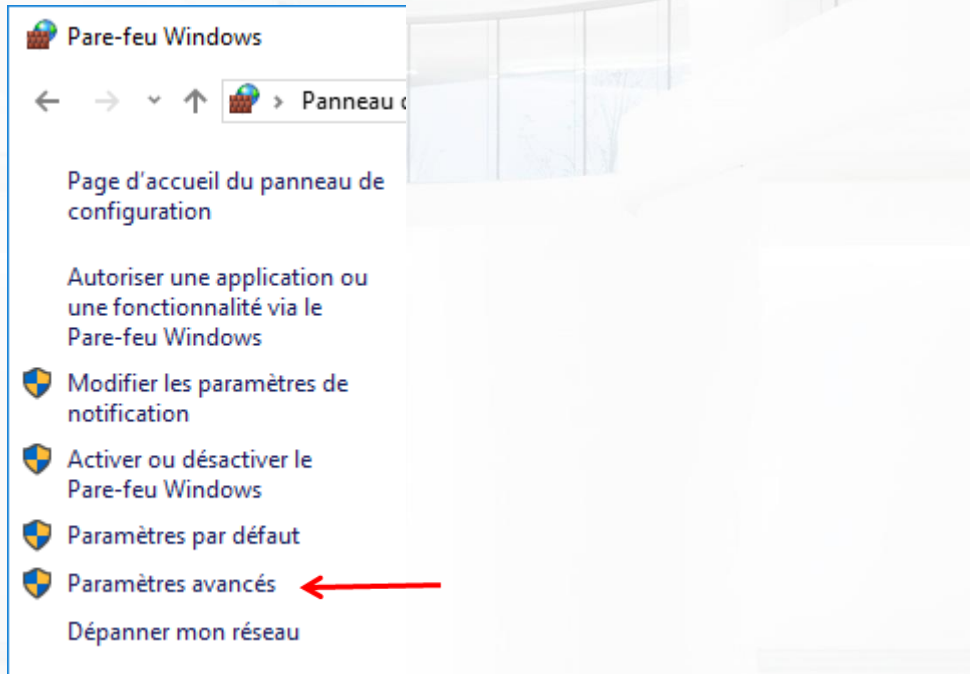 Pare-feu Windows
Panneau
Page d'accueil du panneau de
configuration
Autoriser une application ou
une fonctionnalité via le
Pare-feu Windows
Modifier les paramètres de
notification
Activer ou désactiver le
Pare-feu Windows
Paramètres par défaut
Paramètres avancés
Dépanner mon réseau